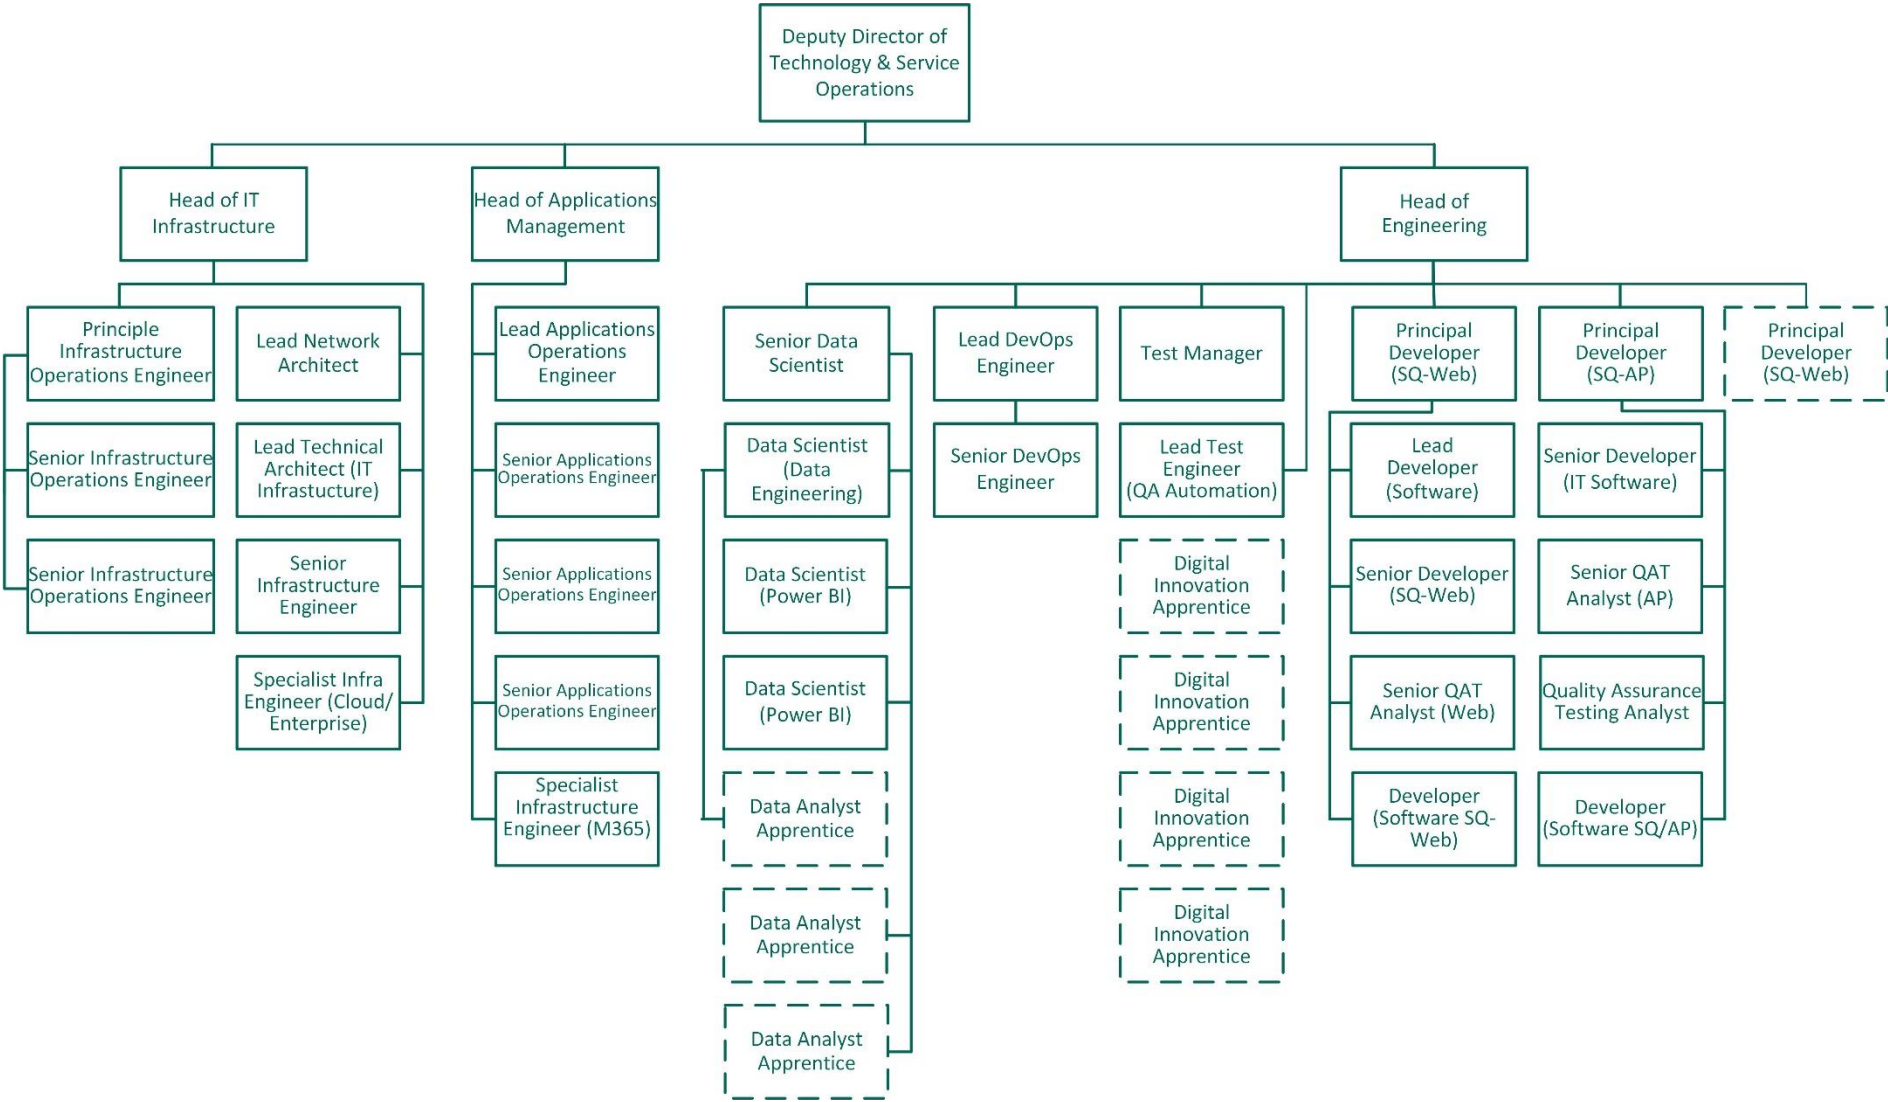 Deputy Director of
Technology & Service
Operations
Head of IT
Infrastructure
Head of Applications
Management
Head of
Engineering
Principle
Infrastructure
Operations Engineer
Lead Network
Architect
Lead Applications
Operations
Engineer
Senior Data
Scientist
Lead DevOps
Engineer
Test Manager
Principal
Developer
(SQ-Web)
Principal
Developer
(SQ-AP)
Principal
Developer
(SQ-Web)
Senior Infrastructure
Operations Engineer
Lead Technical
Architect (IT
Infrastucture)
Senior Applications
Operations Engineer
Data Scientist
(Data
Engineering)
Senior DevOps
Engineer
Lead Test
Engineer
(QA Automation)
Lead
Developer
(Software)
Senior Developer
(IT Software)
Senior Infrastructure
Operations Engineer
Senior
Infrastructure
Engineer
Senior Applications
Operations Engineer
Data Scientist
(Power BI)
Digital
Innovation
Apprentice
Senior Developer
(SQ-Web)
Senior QAT
Analyst (AP)
Specialist Infra
Engineer (Cloud/
Enterprise)
Senior Applications
Operations Engineer
Data Scientist
(Power BI)
Digital
Innovation
Apprentice
Senior QAT
Analyst (Web)
Quality Assurance
Testing Analyst
Specialist
Infrastructure
Engineer (M365)
Data Analyst
Apprentice
Digital
Innovation
Apprentice
Developer
(Software SQ-
Web)
Developer
(Software SQ/AP)
Data Analyst
Apprentice
Digital
Innovation
Apprentice
Data Analyst
Apprentice